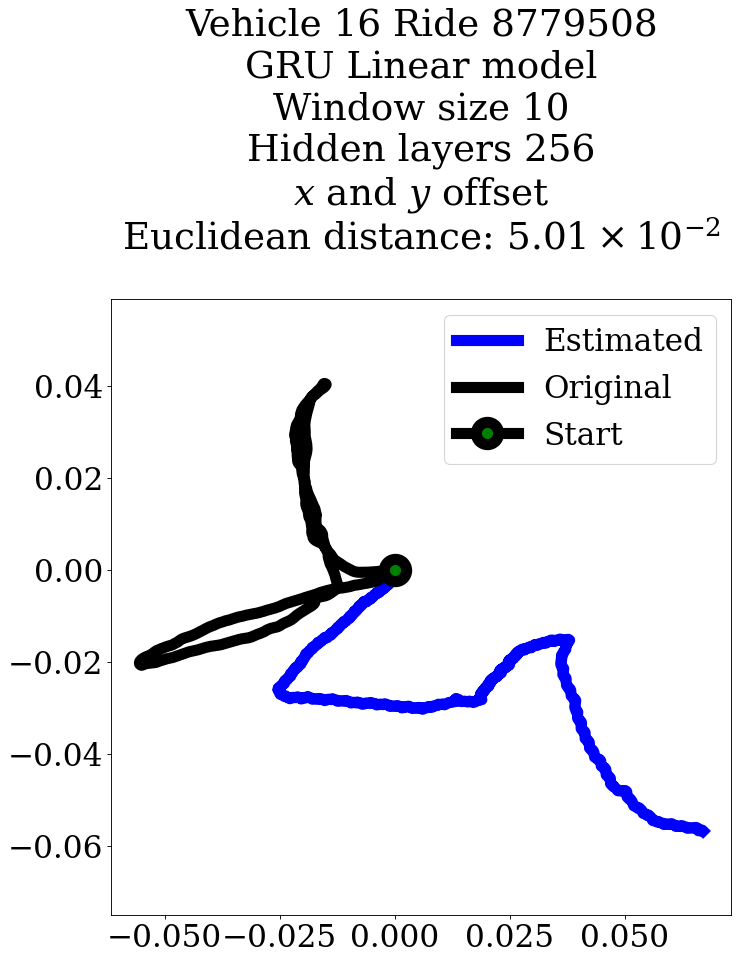 Vehicle 16 Ride 8779508
GRU Linear model
Window size 10
Hidden layers 256
x and y offset
Euclidean distance: 5.01 × 10⁻²
Estimated
Original
Start
0.04
0.02
0.00
−0.02
−0.04
−0.06
−0.050 −0.025 0.000 0.025 0.050